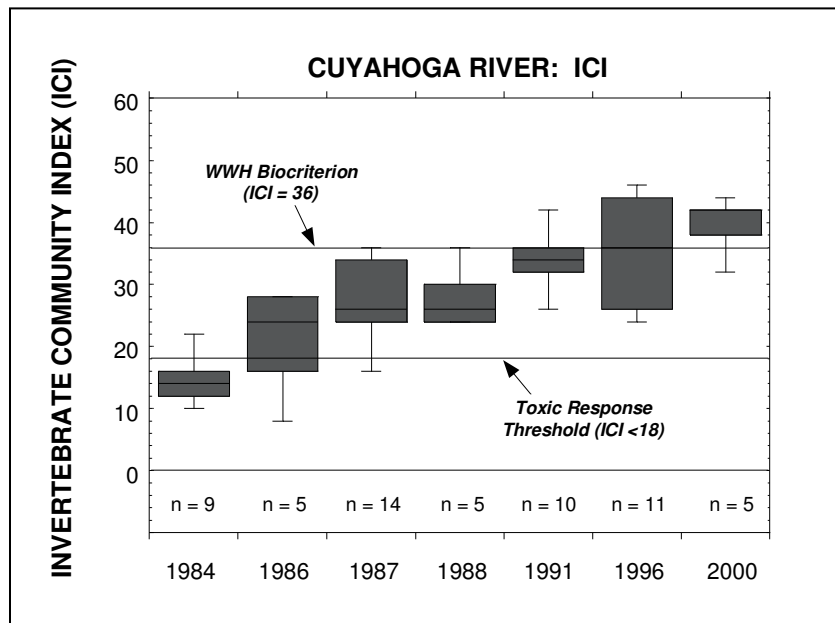 CUYAHOGA RIVER: ICI
INVERTEBRATE COMMUNITY INDEX (ICI)
60
50
40
30
20
10
0
WWH Biocriterion
(ICI = 36)
Toxic Response
Threshold (ICI <18)
n = 9 n = 5 n = 14 n = 5 n = 10 n = 11 n = 5
1984 1986 1987 1988 1991 1996 2000